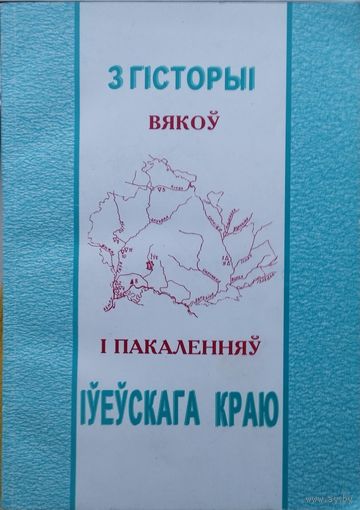 З ГІСТОРЫІ
ВЯКОЎ
І ПАКАЛЕННЯЎ
ІЎЕЎСКАГА КРАЮ